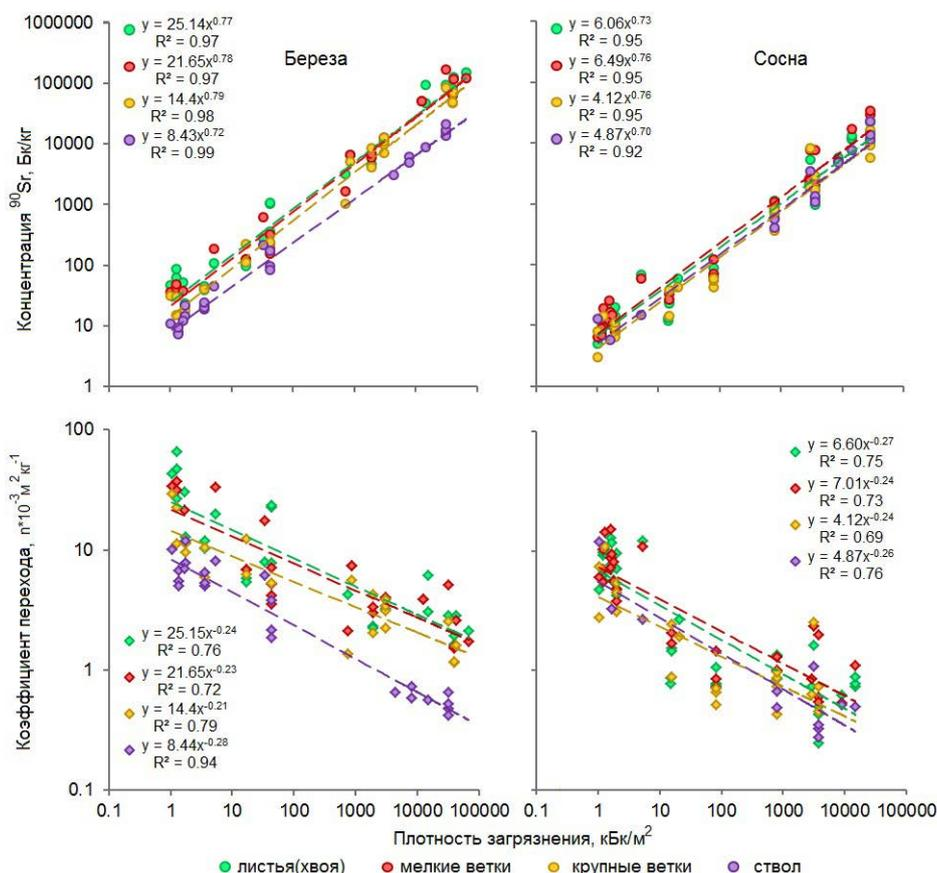 1000000
100000
10000
1000
100
10
1
Концентрация ⁹⁰Sr, Бк/кг
y = 25.14x^0.77
R² = 0.97
y = 21.65x^0.78
R² = 0.97
y = 14.4x^0.79
R² = 0.98
y = 8.43x^0.72
R² = 0.99
Береза
y = 6.06x^0.73
R² = 0.95
y = 6.49x^0.76
R² = 0.95
y = 4.12x^0.76
R² = 0.95
y = 4.87x^0.70
R² = 0.92
Сосна
100
10
1
0.1
Коэффициент перехода, n*10⁻³м²кг⁻¹
y = 25.15x^-0.24
R² = 0.76
y = 21.65x^-0.23
R² = 0.72
y = 14.4x^-0.21
R² = 0.79
y = 8.44x^-0.28
R² = 0.94
y = 6.60x^-0.27
R² = 0.75
y = 7.01x^-0.24
R² = 0.73
y = 4.12x^-0.24
R² = 0.69
y = 4.87x^-0.26
R² = 0.76
0.1 1 10 100 1000 10000 100000
0.1 1 10 100 1000 10000 100000
Плотность загрязнения, кБк/м²
листья(хвоя) мелкие ветки крупные ветки ствол